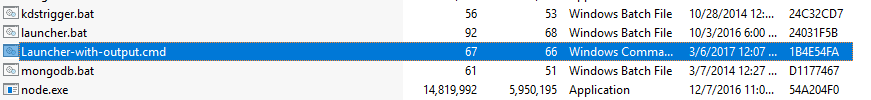 kdstrigger.bat 56 53 Windows Batch File 10/28/2014 12:... 24C32CD7
launcher.bat 92 68 Windows Batch File 10/3/2016 6:00 ... 24031F5B
Launcher-with-output.cmd 67 66 Windows Comma... 3/6/2017 12:07 ... 1B4E54FA
mongodb.bat 61 51 Windows Batch File 3/7/2014 12:27 ... D1177467
node.exe 14,819,992 5,950,195 Application 12/7/2016 11:0... 54A204F0